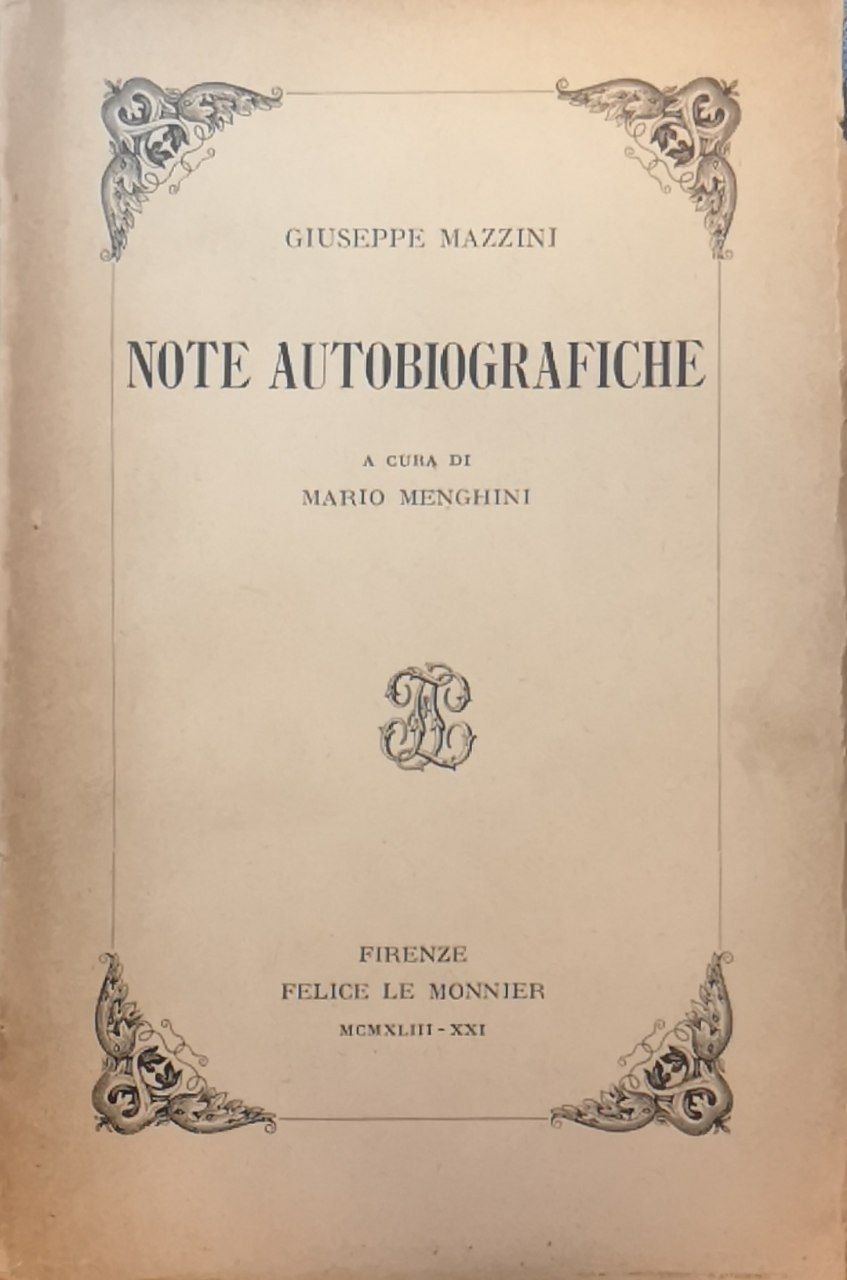 GIUSEPPE MAZZINI
NOTE AUTOBIOGRAFICHE
A CURA DI
MARIO MENGHINI
FIRENZE
FELICE LE MONNIER
MCMXLIII - XXI